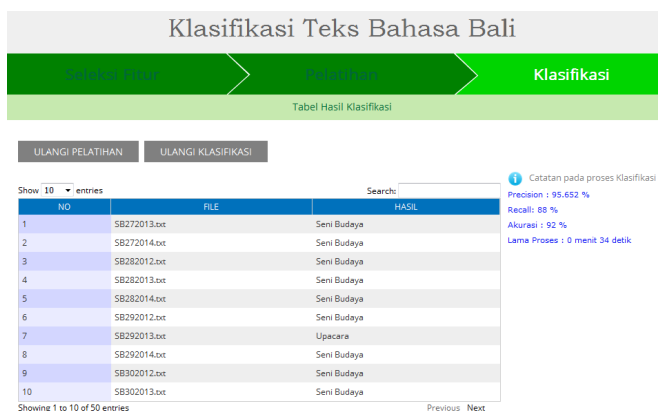 Klasifikasi Teks Bahasa Bali
Seleksi Fitur Pelatihan Klasifikasi
Tabel Hasil Klasifikasi
ULANGI PELATIHAN ULANGI KLASIFIKASI
Catatan pada proses Klasifikasi
Precision : 95.652 %
Recall: 88 %
Akurasi : 92 %
Lama Proses : 0 menit 34 detik
Show 10 entries Search:
NO FILE HASIL
1 SB272013.txt Seni Budaya
2 SB272014.txt Seni Budaya
3 SB282012.txt Seni Budaya
4 SB282013.txt Seni Budaya
5 SB282014.txt Seni Budaya
6 SB292012.txt Seni Budaya
7 SB292013.txt Upacara
8 SB292014.txt Seni Budaya
9 SB302012.txt Seni Budaya
10 SB302013.txt Seni Budaya
Showing 1 to 10 of 50 entries Previous Next